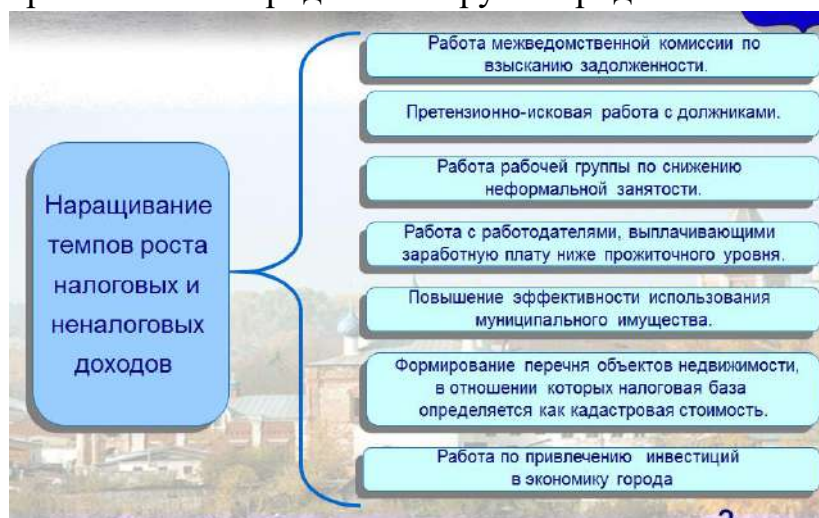 Наращивание
темпов роста
налоговых и
неналоговых
доходов
Работа межведомственной комиссии по
взысканию задолженности.
Претензионно-исковая работа с должниками.
Работа рабочей группы по снижению
неформальной занятости.
Работа с работодателями, выплачивающими
заработную плату ниже прожиточного уровня.
Повышение эффективности использования
муниципального имущества.
Формирование перечня объектов недвижимости,
в отношении которых налоговая база
определяется как кадастровая стоимость.
Работа по привлечению инвестиций
в экономику города